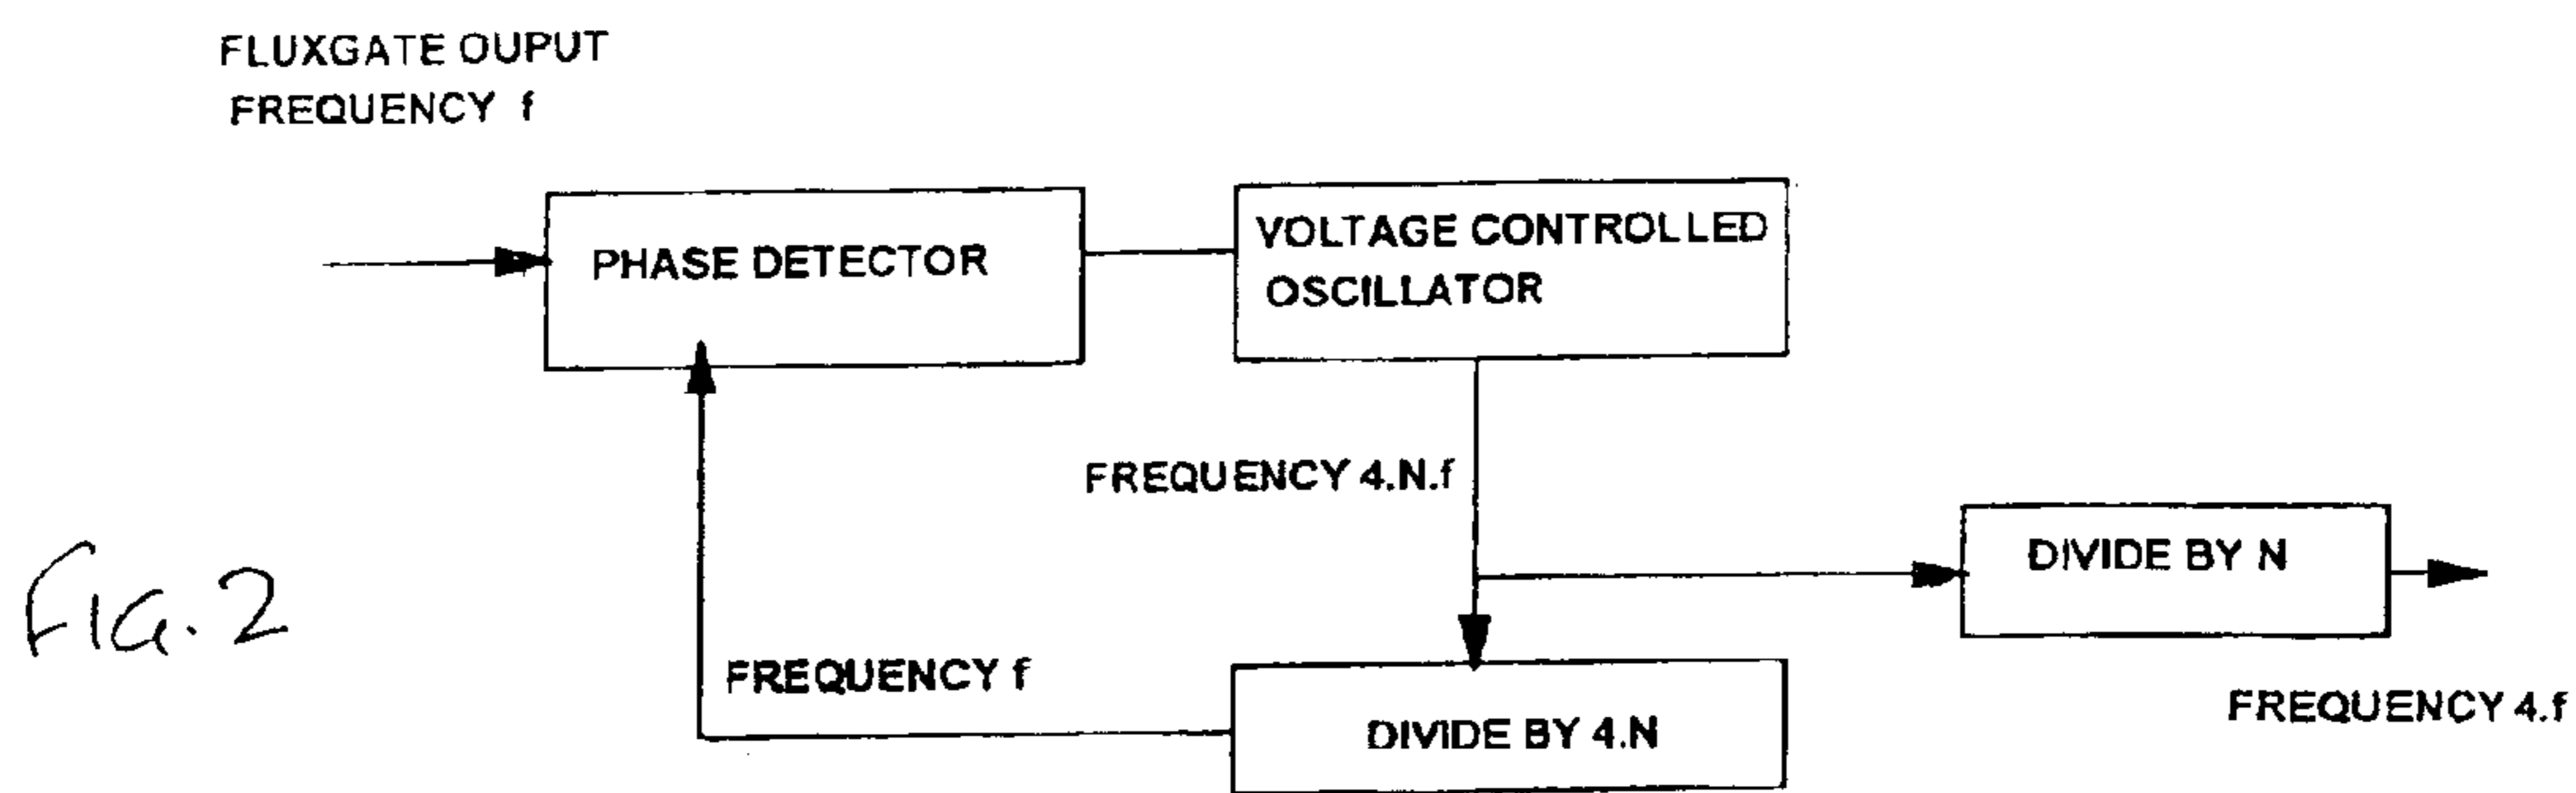 FLUXGATE OUPUT
FREQUENCY f
PHASE DETECTOR
VOLTAGE CONTROLLED
OSCILLATOR
FREQUENCY 4.N.f
DIVIDE BY N
FREQUENCY 4.f
FREQUENCY f
DIVIDE BY 4.N
FIG. 2